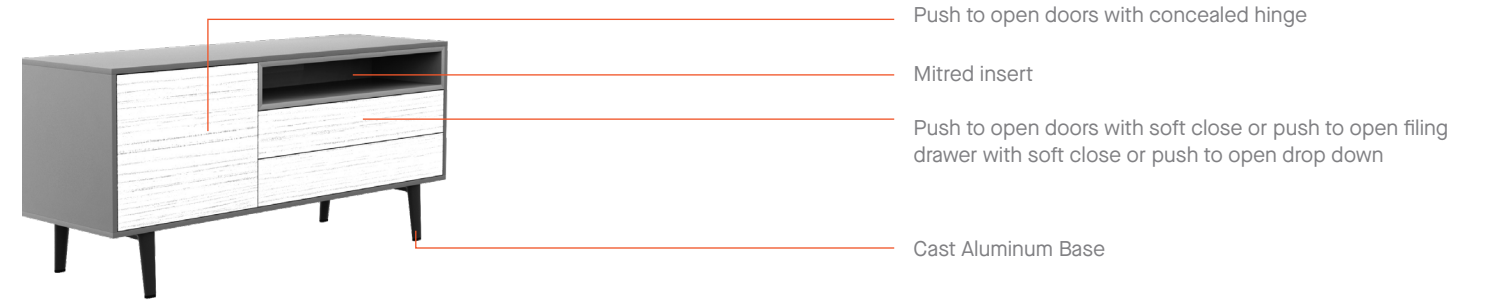 Push to open doors with concealed hinge
Mitred insert
Push to open doors with soft close or push to open filing
drawer with soft close or push to open drop down
Cast Aluminum Base